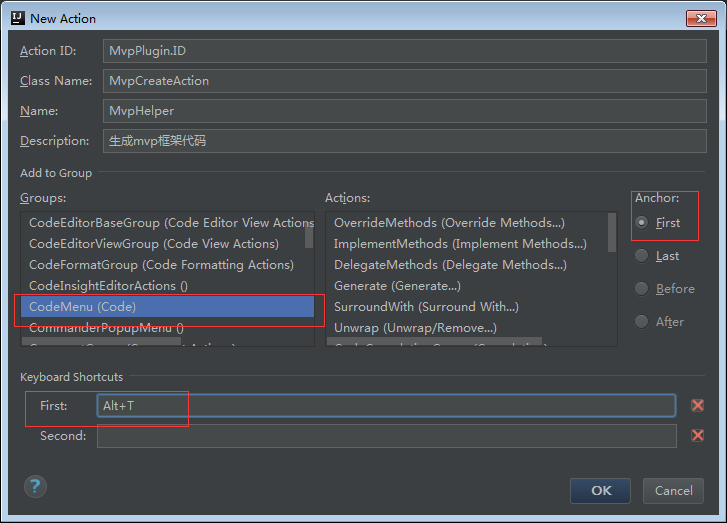 New Action
Action ID: MvpPlugin.ID
Class Name: MvpCreateAction
Name: MvpHelper
Description: 生成mvp框架代码
Add to Group
Groups:
CodeEditorBaseGroup (Code Editor View Actions
CodeEditorViewGroup (Code View Actions)
CodeFormatGroup (Code Formatting Actions)
CodeInsightEditorActions ()
CodeMenu (Code)
CommanderPopupMenu ()
Actions:
OverrideMethods (Override Methods...)
ImplementMethods (Implement Methods...)
DelegateMethods (Delegate Methods...)
Generate (Generate...)
SurroundWith (Surround With...)
Unwrap (Unwrap/Remove...)
Anchor:
First
Last
Before
After
Keyboard Shortcuts
First: Alt+T
Second:
?
OK
Cancel